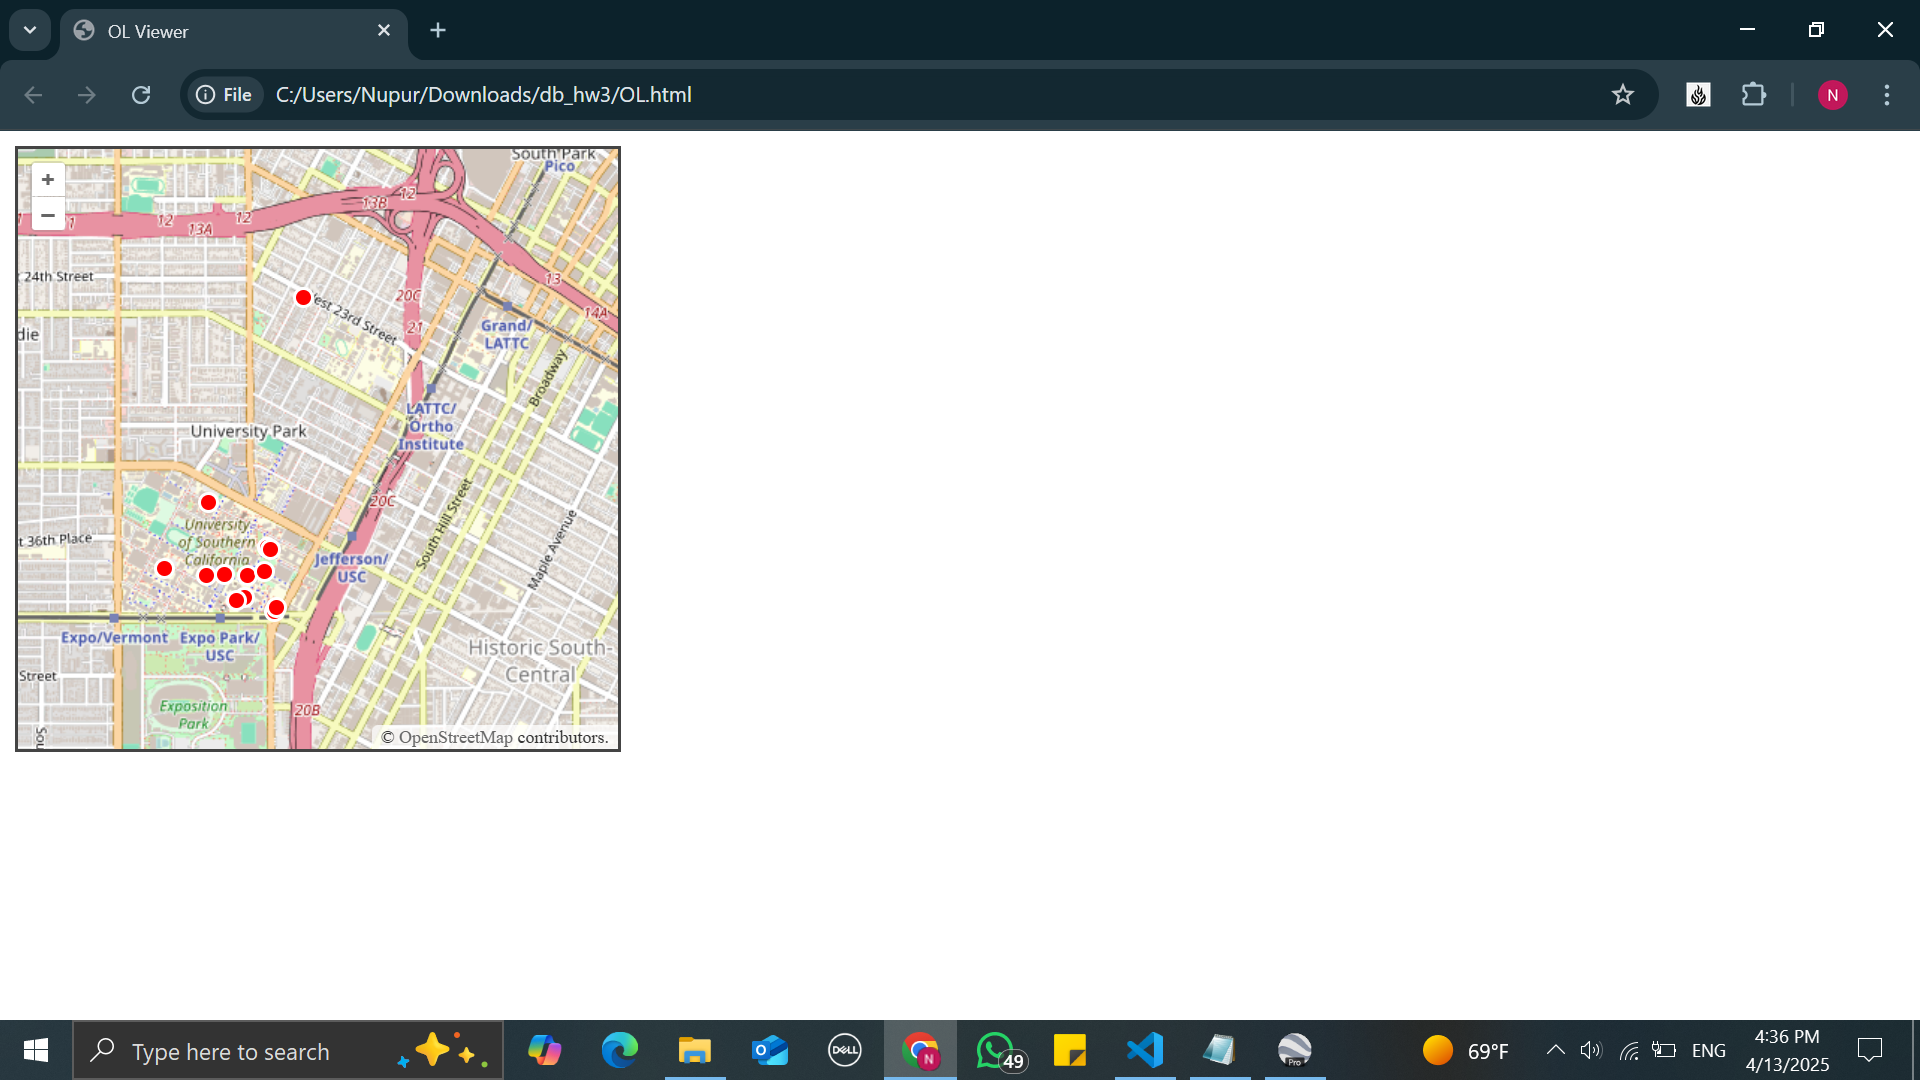 OL Viewer
File
C:/Users/Nupur/Downloads/db_hw3/OL.html
N
South Park
Pico
+
−
12
13B
12
12
13A
1
24th Street
13
20C
14A
West 23rd Street
21
Grand/
LATTC
die
Broadway
LATTC/
Ortho
Institute
University Park
20C
South Hill Street
University
of Southern
California
t 36th Place
Maple Avenue
Jefferson/
USC
Expo/Vermont
Expo Park/
USC
Historic South-
Central
Street
Exposition
Park
20B
Sou
© OpenStreetMap contributors.
Type here to search
DELL
N
49
Pro
69°F
ENG
4:36 PM
4/13/2025